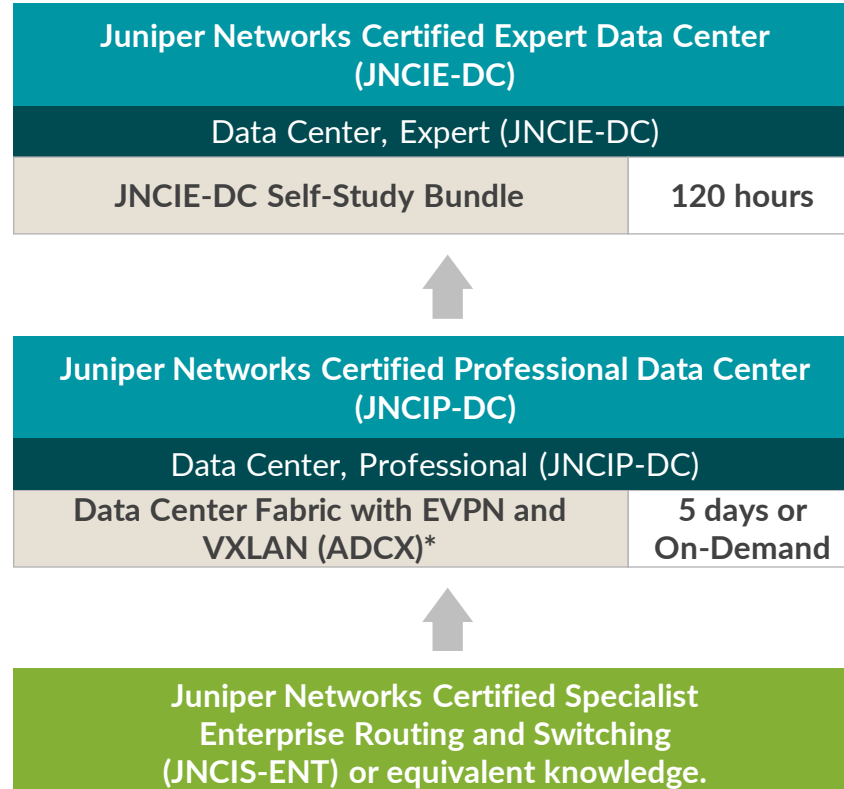 Juniper Networks Certified Expert Data Center
(JNCIE-DC)
Data Center, Expert (JNCIE-DC)
JNCIE-DC Self-Study Bundle
120 hours
Juniper Networks Certified Professional Data Center
(JNCIP-DC)
Data Center, Professional (JNCIP-DC)
Data Center Fabric with EVPN and
VXLAN (ADCX)*
5 days or
On-Demand
Juniper Networks Certified Specialist
Enterprise Routing and Switching
(JNCIS-ENT) or equivalent knowledge.